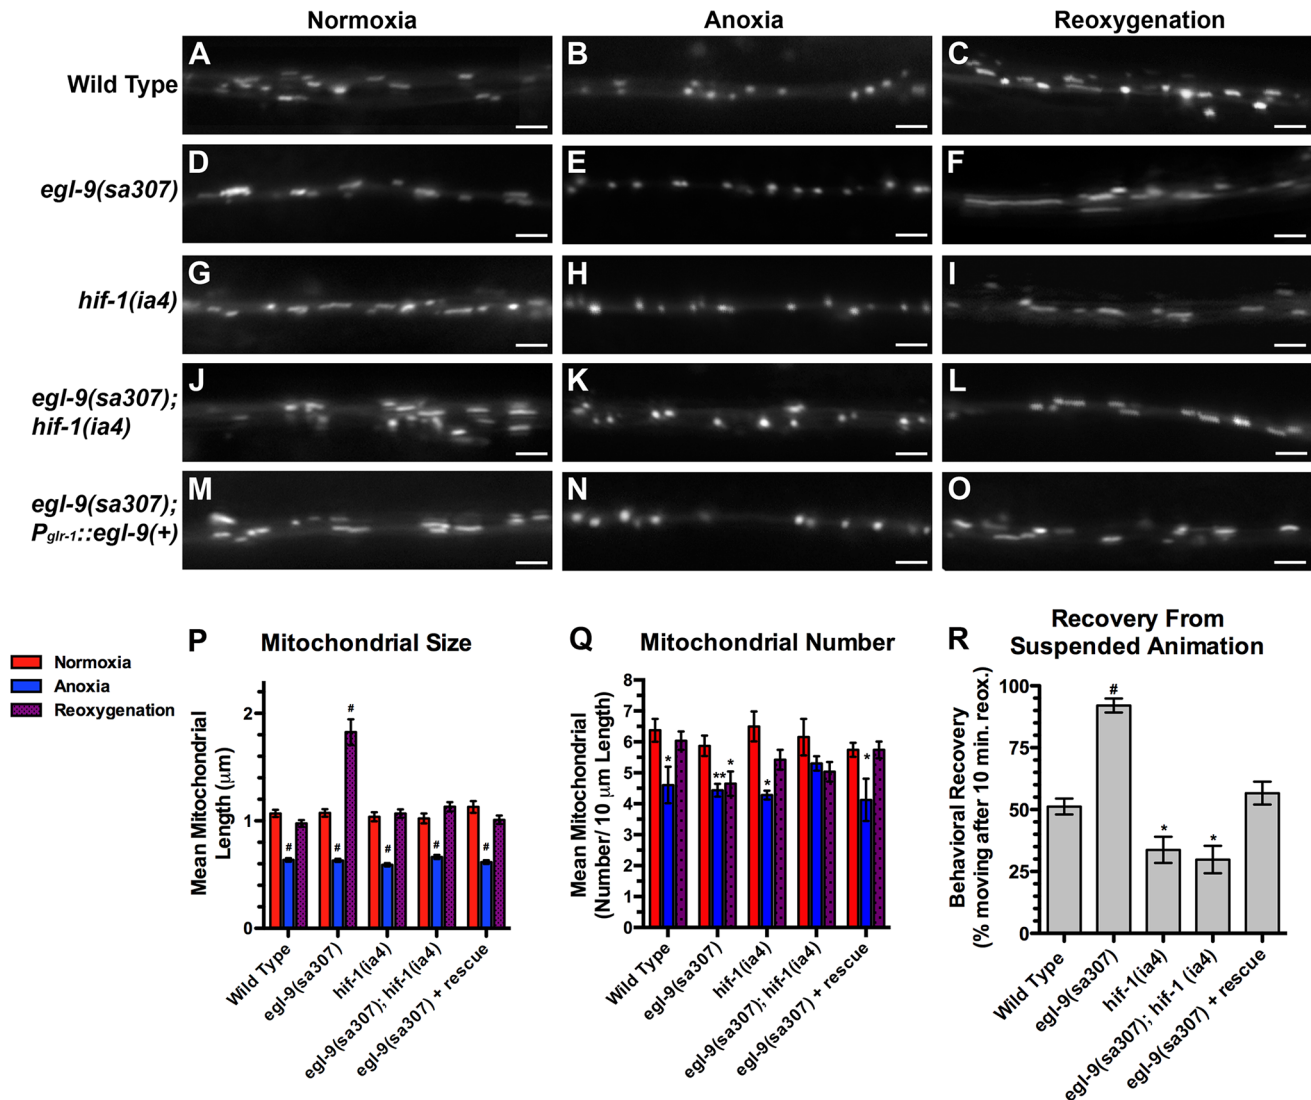 Normoxia Anoxia Reoxygenation
Wild Type A B C
egl-9(sa307) D E F
hif-1(ia4) G H I
egl-9(sa307);
hif-1(ia4) J K L
egl-9(sa307);
Pglr-1::egl-9(+) M N O
Normoxia
Anoxia
Reoxygenation
P Mitochondrial Size
Mean Mitochondrial
Length (μm)
2
1
0
# # # # # #
Wild Type
egl-9(sa307)
hif-1(ia4)
egl-9(sa307); hif-1(ia4)
egl-9(sa307) + rescue
Q Mitochondrial Number
Mean Mitochondrial
(Number/ 10 μm Length)
8
7
6
5
4
3
2
1
0
* ** * * *
Wild Type
egl-9(sa307)
hif-1(ia4)
egl-9(sa307); hif-1(ia4)
egl-9(sa307) + rescue
R Recovery From
Suspended Animation
Behavioral Recovery
(% moving after 10 min. reox.)
100
75
50
25
0
# * *
Wild Type
egl-9(sa307)
hif-1(ia4)
egl-9(sa307); hif-1 (ia4)
egl-9(sa307) + rescue